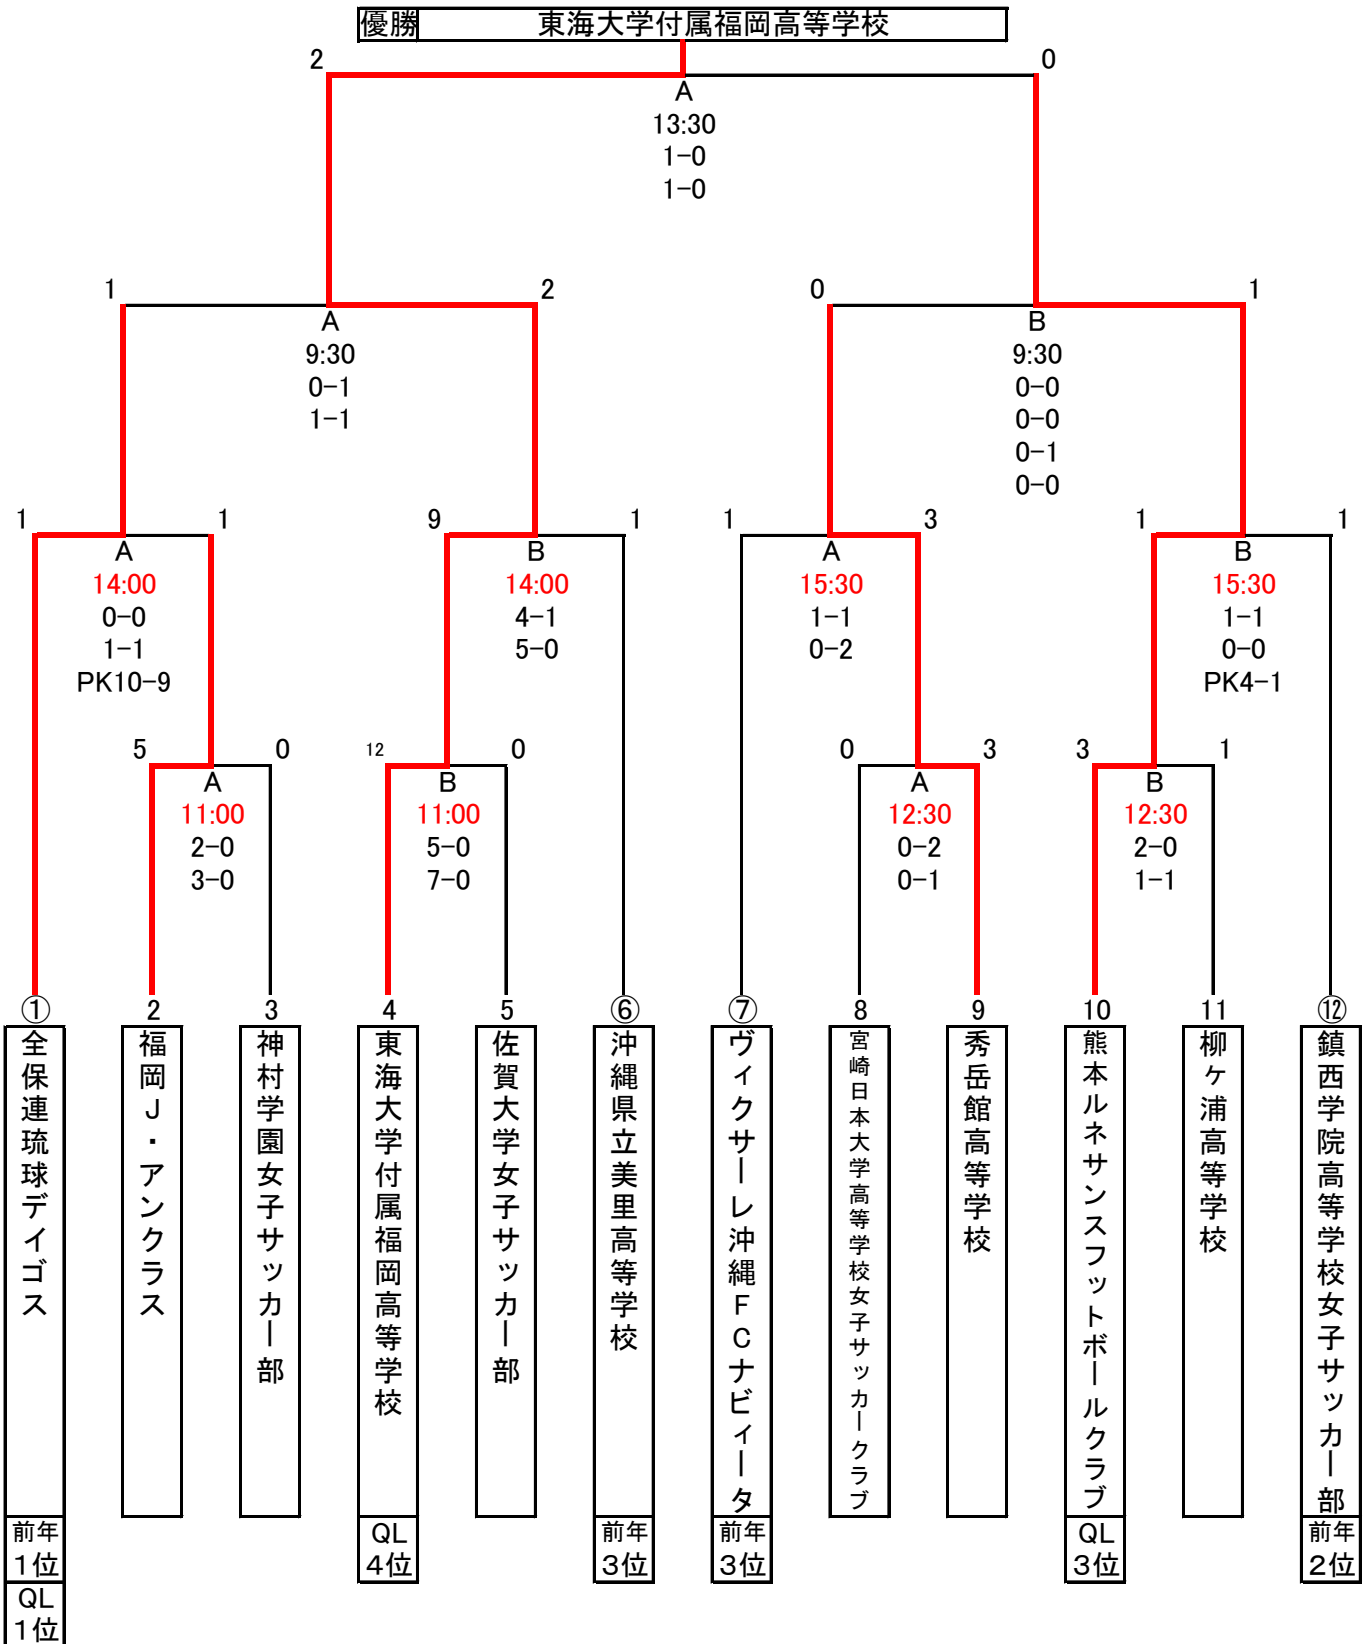 優勝 東海大学付属福岡高等学校
2 0
A
13:30
1-0
1-0
1 2 0 1
A B
9:30 9:30
0-1 0-0
1-1 0-0
0-1
0-0
1 1 9 1 1 3 1 1
A B A B
14:00 14:00 15:30 15:30
0-0 4-1 1-1 1-1
1-1 5-0 0-2 0-0
PK10-9 PK4-1
5 0 12 0 0 3 3 1
A B A B
11:00 11:00 12:30 12:30
2-0 5-0 0-2 2-0
3-0 7-0 0-1 1-1
① 2 3 4 5 ⑥ ⑦ 8 9 10 11 ⑫
全保連琉球デイゴス
福岡J・アンクラス
神村学園女子サッカー部
東海大学付属福岡高等学校
佐賀大学女子サッカー部
沖縄県立美里高等学校
ヴィクサーレ沖縄FCナビィータ
宮崎日本大学高等学校女子サッカークラブ
秀岳館高等学校
熊本ルネサンスフットボールクラブ
柳ヶ浦高等学校
鎮西学院高等学校女子サッカー部
前年 QL 前年 前年 QL 前年
1位 4位 3位 3位 3位 2位
QL
1位